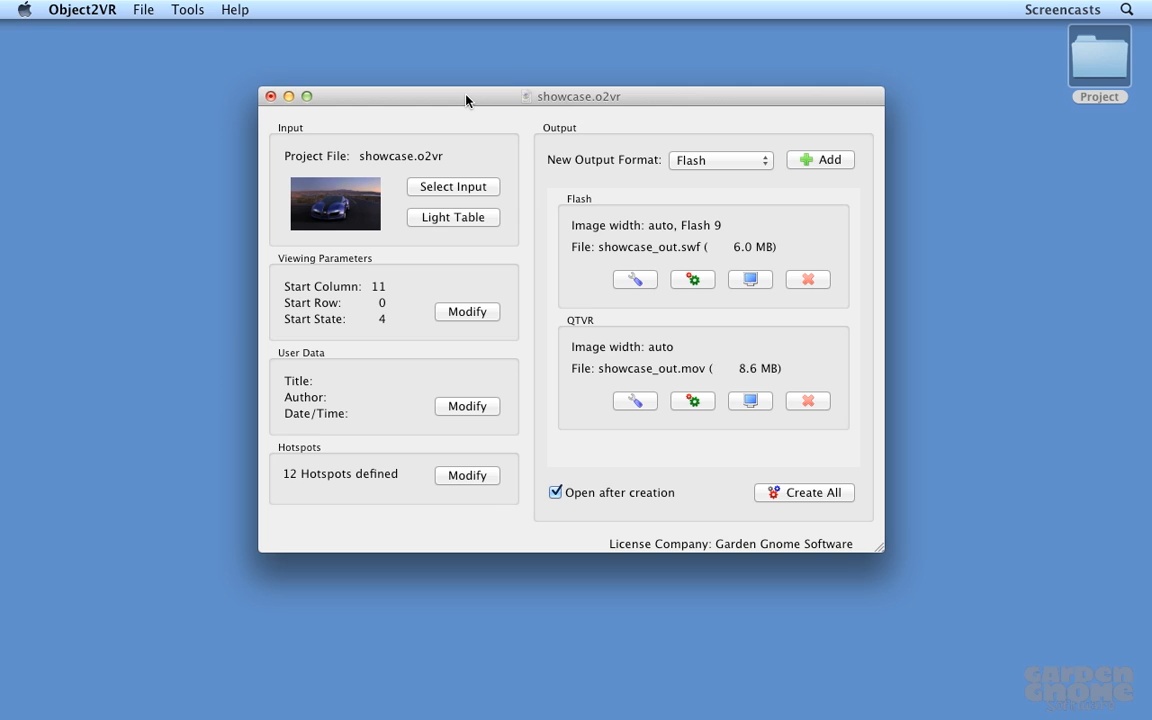 Object2VR File Tools Help
Screencasts
Project
showcase.o2vr
Input
Project File: showcase.o2vr
Select Input
Light Table
Viewing Parameters
Start Column: 11
Start Row: 0
Start State: 4
Modify
User Data
Title:
Author:
Date/Time:
Modify
Hotspots
12 Hotspots defined
Modify
Output
New Output Format: Flash
Add
Flash
Image width: auto, Flash 9
File: showcase_out.swf ( 6.0 MB)
QTVR
Image width: auto
File: showcase_out.mov ( 8.6 MB)
Open after creation
Create All
License Company: Garden Gnome Software
GARDEN
GNOME
SOFTWARE